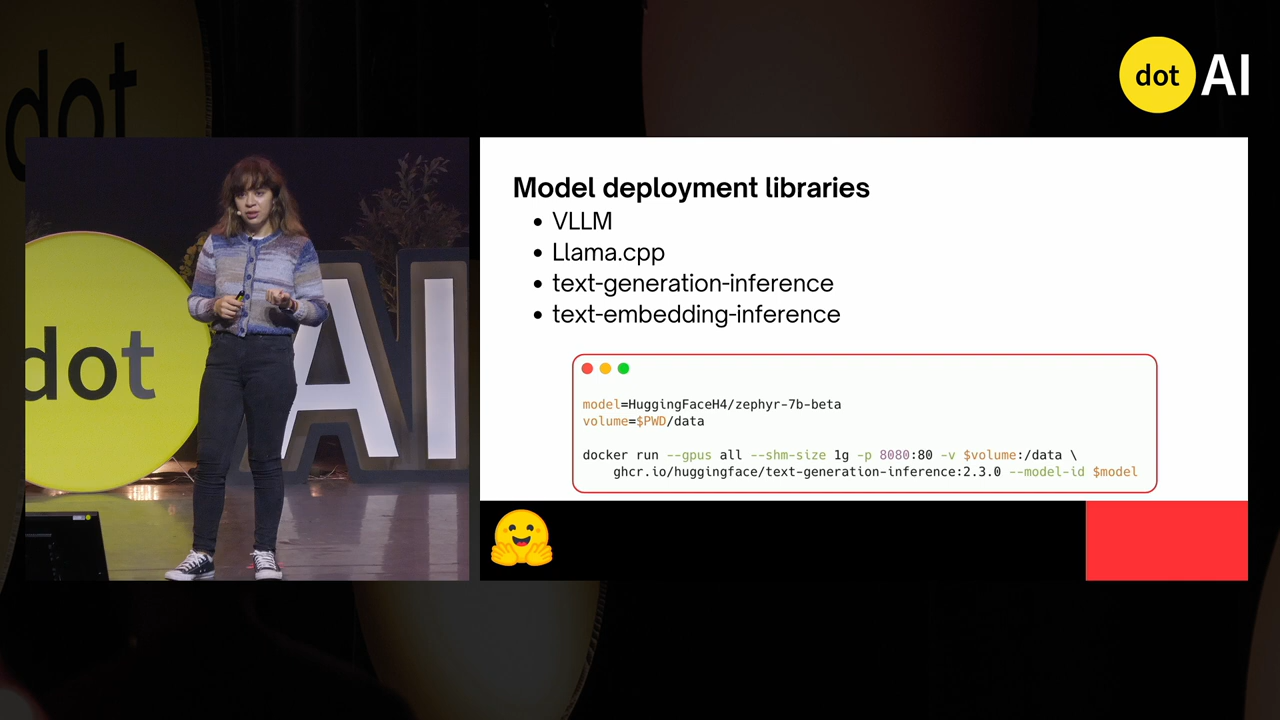 dot
dot AI
dot AI
Model deployment libraries
• VLLM
• Llama.cpp
• text-generation-inference
• text-embedding-inference
model=HuggingFaceH4/zephyr-7b-beta
volume=$PWD/data
docker run --gpus all --shm-size 1g -p 8080:80 -v $volume:/data \
ghcr.io/huggingface/text-generation-inference:2.3.0 --model-id $model